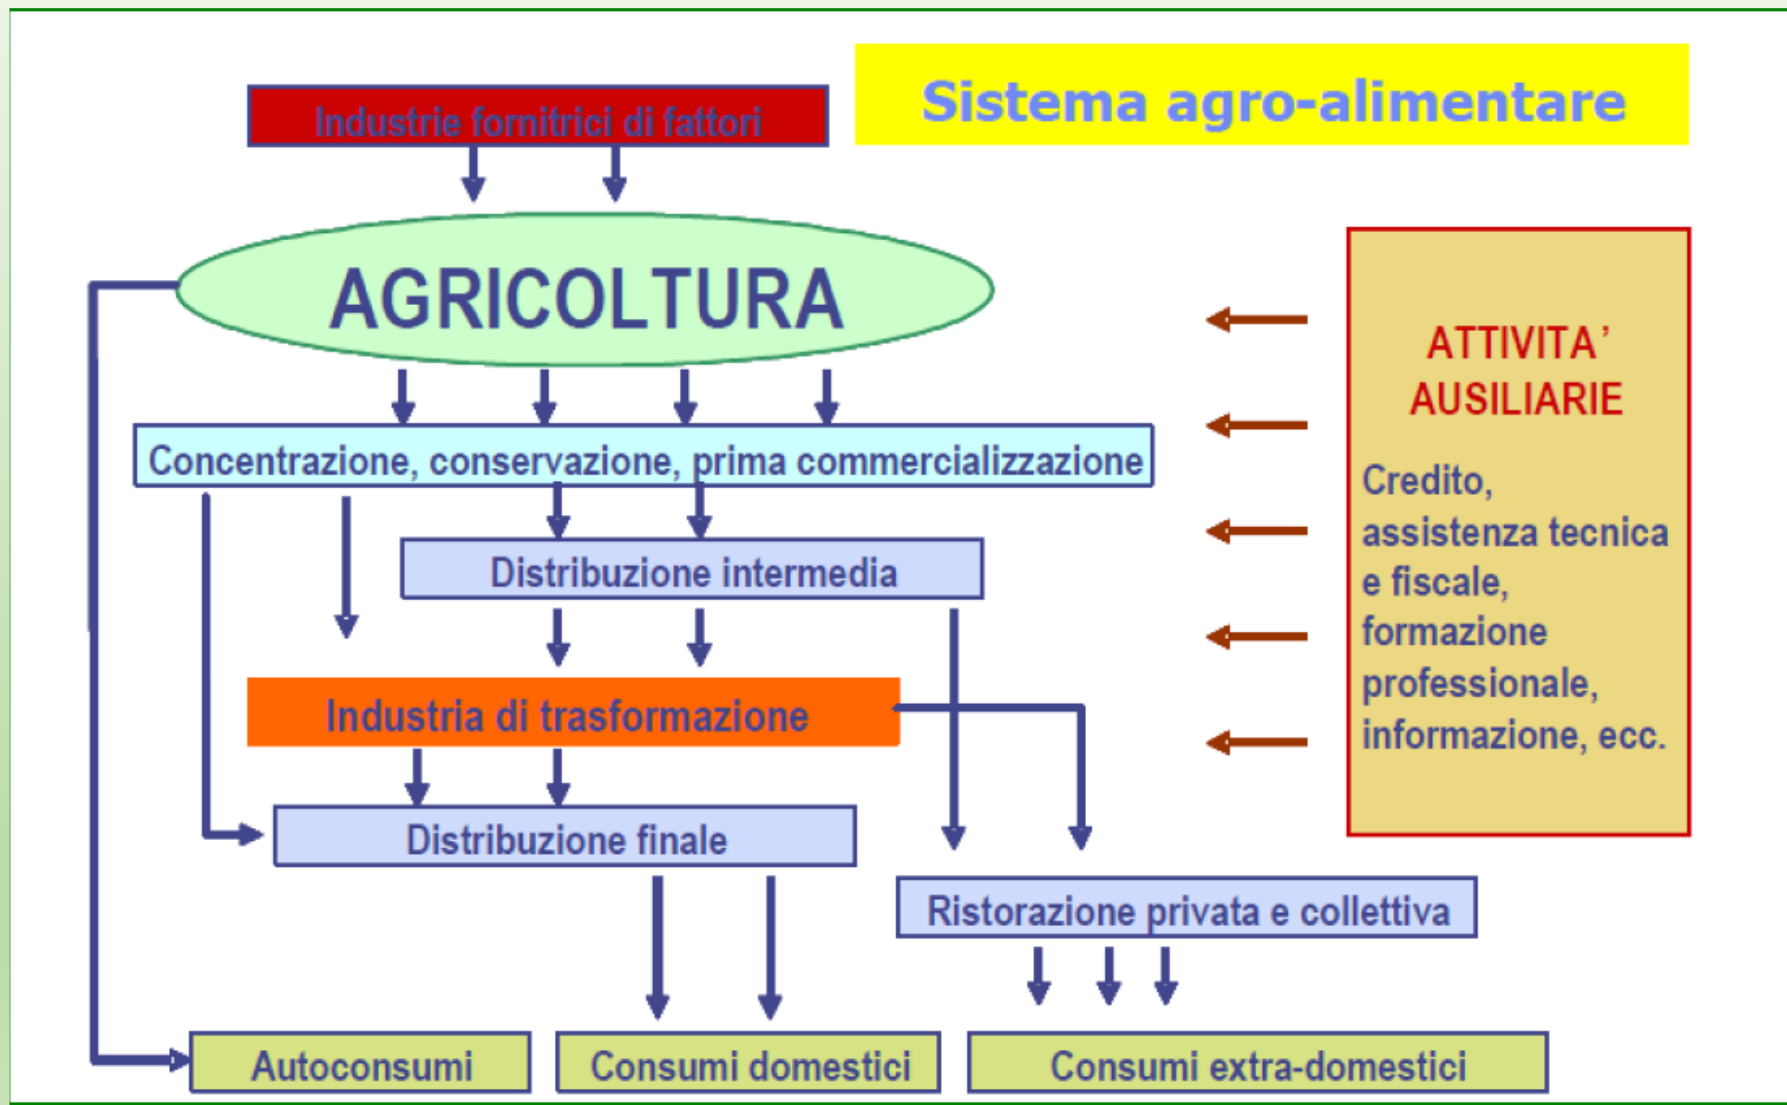 Sistema agro-alimentare
Industrie fornitrici di fattori
AGRICOLTURA
Concentrazione, conservazione, prima commercializzazione
Distribuzione intermedia
Industria di trasformazione
Distribuzione finale
Ristorazione privata e collettiva
Autoconsumi
Consumi domestici
Consumi extra-domestici
ATTIVITA’
AUSILIARIE
Credito,
assistenza tecnica
e fiscale,
formazione
professionale,
informazione, ecc.